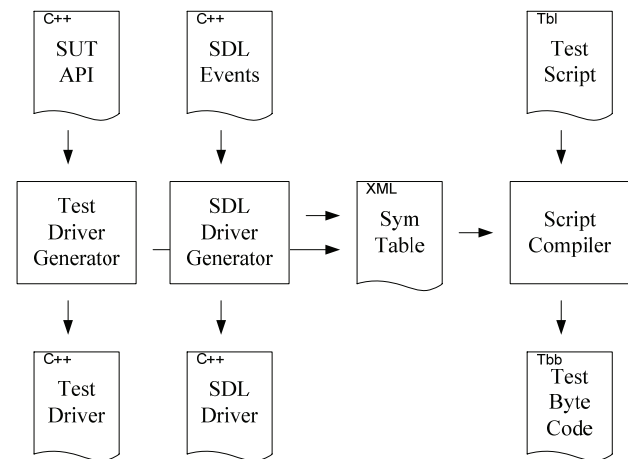 C++
SUT
API
C++
SDL
Events
Tbl
Test
Script
Test
Driver
Generator
SDL
Driver
Generator
XML
Sym
Table
Script
Compiler
C++
Test
Driver
C++
SDL
Driver
Tbb
Test
Byte
Code